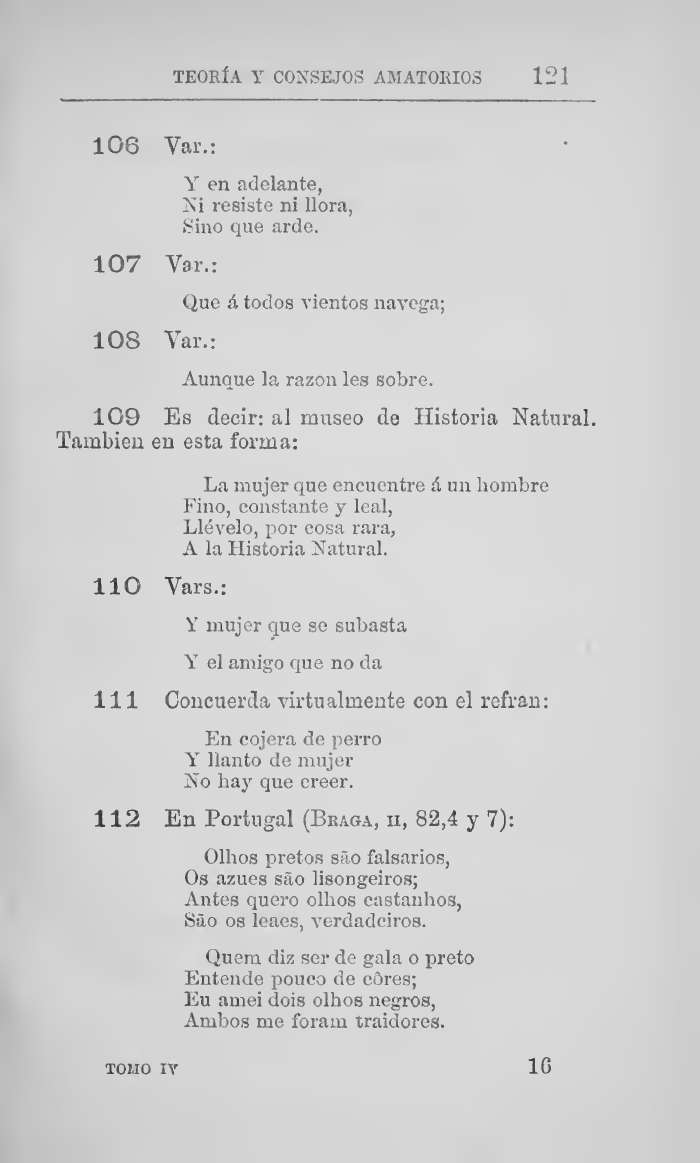 TEORÍA Y CONSEJOS AMATORIOS 121
106 Var.:
Y en adelante,
Ni resiste ni llora,
Sino que arde.
107 Var.:
Que á todos vientos navega;
108 Var.:
Aunque la razon les sobre.
109 Es decir: al museo de Historia Natural.
Tambien en esta forma:
La mujer que encuentre á un hombre
Fino, constante y leal,
Llévelo, por cosa rara,
A la Historia Natural.
110 Vars.:
Y mujer que se subasta
Y el amigo que no da
111 Concuerda virtualmente con el refran:
En cojera de perro
Y llanto de mujer
No hay que creer.
112 En Portugal (BRAGA, II, 82,4 y 7):
Olhos pretos são falsarios,
Os azues são lisongeiros;
Antes quero olhos castanhos,
São os leaes, verdadeiros.
Quem diz ser de gala o preto
Entende pouco de côres;
Eu amei dois olhos negros,
Ambos me foram traidores.
TOMO IV 16